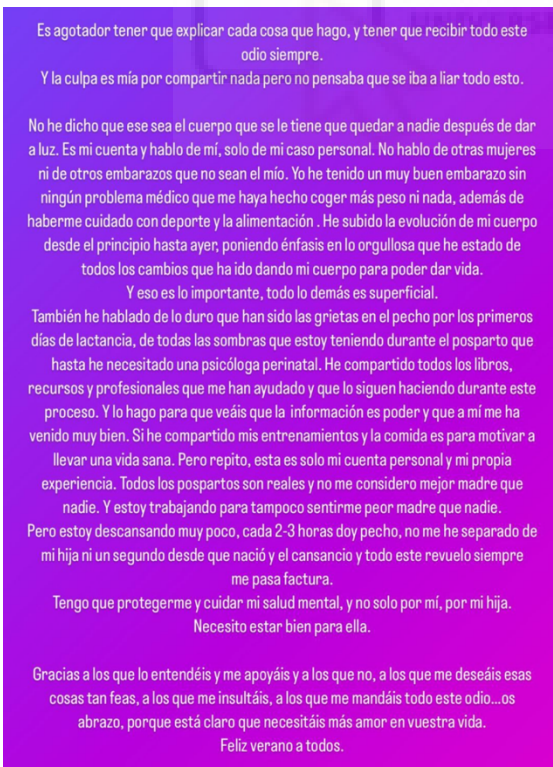 Es agotador tener que explicar cada cosa que hago, y tener que recibir todo este
odio siempre.
Y la culpa es mía por compartir nada pero no pensaba que se iba a liar todo esto.
No he dicho que ese sea el cuerpo que se le tiene que quedar a nadie después de dar
a luz. Es mi cuenta y hablo de mí, solo de mi caso personal. No hablo de otras mujeres
ni de otros embarazos que no sean el mío. Yo he tenido un muy buen embarazo sin
ningún problema médico que me haya hecho coger más peso ni nada, además de
haberme cuidado con deporte y la alimentación . He subido la evolución de mi cuerpo
desde el principio hasta ayer, poniendo énfasis en lo orgullosa que he estado de
todos los cambios que ha ido dando mi cuerpo para poder dar vida.
Y eso es lo importante, todo lo demás es superficial.
También he hablado de lo duro que han sido las grietas en el pecho por los primeros
días de lactancia, de todas las sombras que estoy teniendo durante el posparto que
hasta he necesitado una psicóloga perinatal. He compartido todos los libros,
recursos y profesionales que me han ayudado y que lo siguen haciendo durante este
proceso. Y lo hago para que veáis que la información es poder y que a mí me ha
venido muy bien. Si he compartido mis entrenamientos y la comida es para motivar a
llevar una vida sana. Pero repito, esta es solo mi cuenta personal y mi propia
experiencia. Todos los pospartos son reales y no me considero mejor madre que
nadie. Y estoy trabajando para tampoco sentirme peor madre que nadie.
Pero estoy descansando muy poco, cada 2-3 horas doy pecho, no me he separado de
mi hija ni un segundo desde que nació y el cansancio y todo este revuelo siempre
me pasa factura.
Tengo que protegerme y cuidar mi salud mental, y no solo por mí, por mi hija.
Necesito estar bien para ella.
Gracias a los que lo entendéis y me apoyáis y a los que no, a los que me deseáis esas
cosas tan feas, a los que me insultáis, a los que me mandáis todo este odio...os
abrazo, porque está claro que necesitáis más amor en vuestra vida.
Feliz verano a todos.